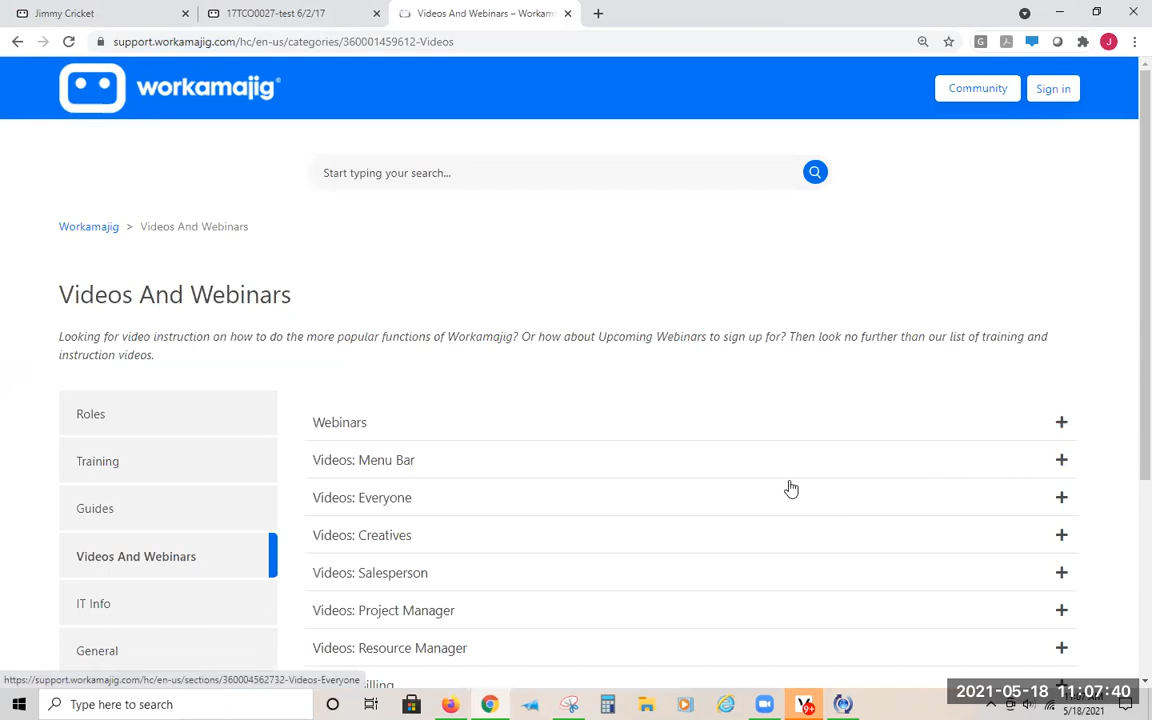 Jimmy Cricket
17TCO0027-test 6/2/17
Videos And Webinars – Workam
support.workamajig.com/hc/en-us/categories/360001459612-Videos
workamajig
Community
Sign in
Start typing your search...
Workamajig > Videos And Webinars
Videos And Webinars
Looking for video instruction on how to do the more popular functions of Workamajig? Or how about Upcoming Webinars to sign up for? Then look no further than our list of training and
instruction videos.
Roles
Training
Guides
Videos And Webinars
IT Info
General
Webinars
Videos: Menu Bar
Videos: Everyone
Videos: Creatives
Videos: Salesperson
Videos: Project Manager
Videos: Resource Manager
https://support.workamajig.com/hc/en-us/sections/360004562732-Videos-Everyone
Type here to search
9+
2021-05-18 11:07:40
5/18/2021